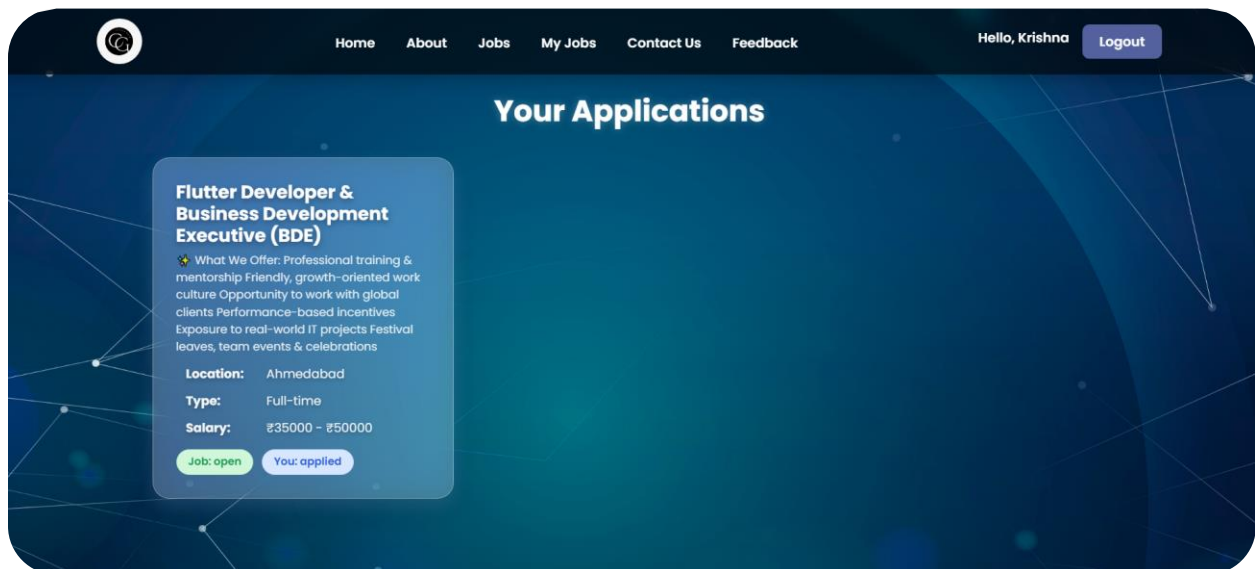 CG
Home About Jobs My Jobs Contact Us Feedback Hello, Krishna Logout
Your Applications
Flutter Developer &
Business Development
Executive (BDE)
✨ What We Offer: Professional training &
mentorship Friendly, growth-oriented work
culture Opportunity to work with global
clients Performance-based incentives
Exposure to real-world IT projects Festival
leaves, team events & celebrations
Location: Ahmedabad
Type: Full-time
Salary: ₹35000 - ₹50000
Job: open You: applied